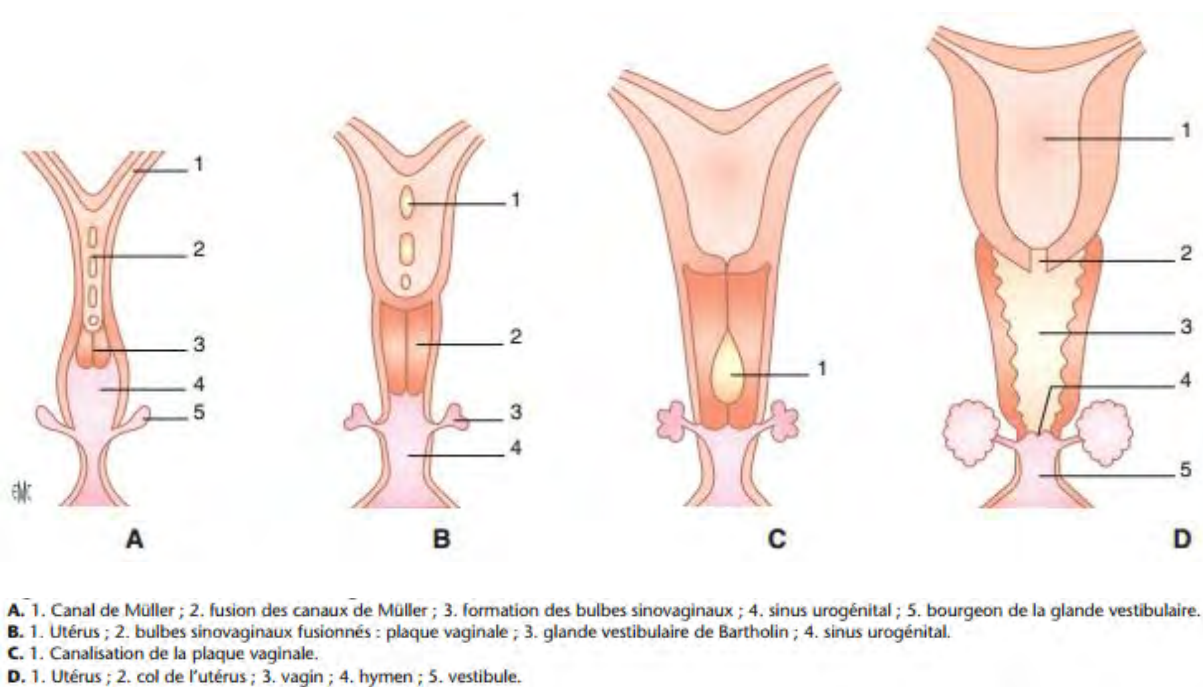 1
2
3
4
5
EMC
A
1
2
3
4
B
1
C
1
2
3
4
5
D
A. 1. Canal de Müller ; 2. fusion des canaux de Müller ; 3. formation des bulbes sinovaginaux ; 4. sinus urogénital ; 5. bourgeon de la glande vestibulaire.
B. 1. Utérus ; 2. bulbes sinovaginaux fusionnés : plaque vaginale ; 3. glande vestibulaire de Bartholin ; 4. sinus urogénital.
C. 1. Canalisation de la plaque vaginale.
D. 1. Utérus ; 2. col de l'utérus ; 3. vagin ; 4. hymen ; 5. vestibule.